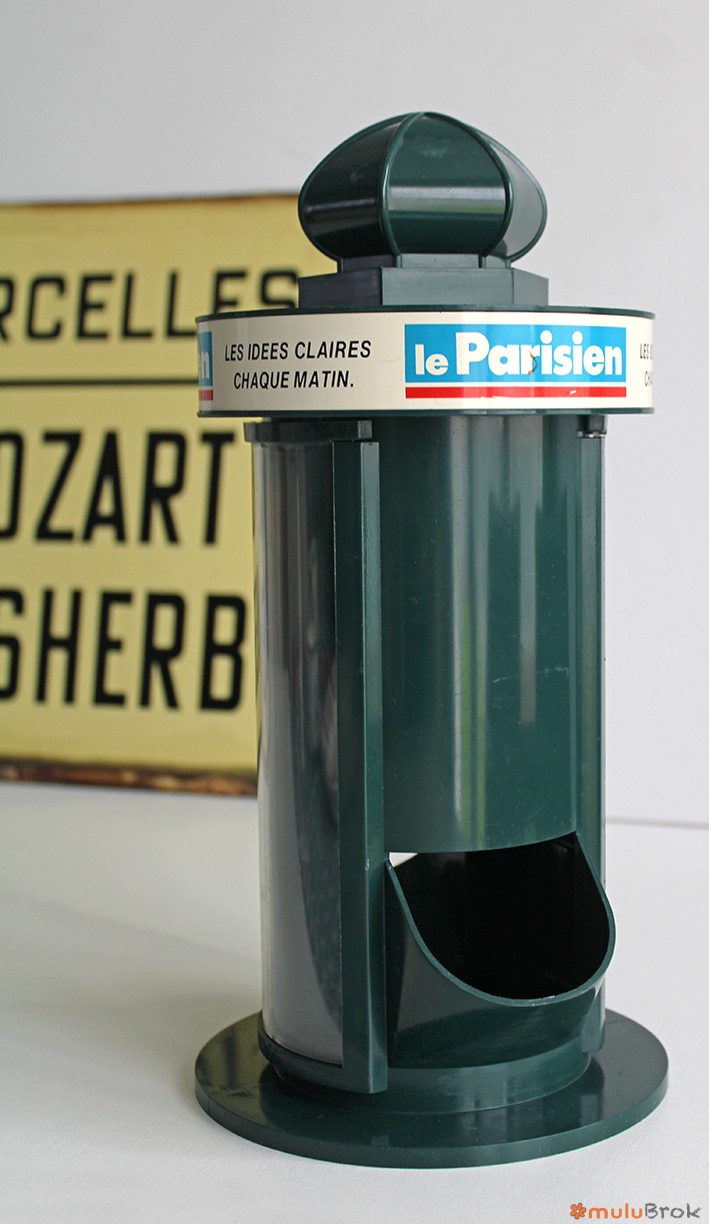 RCELLES
OZART
SHERB
LES IDEES CLAIRES
CHAQUE MATIN.
le Parisien
muluBrok